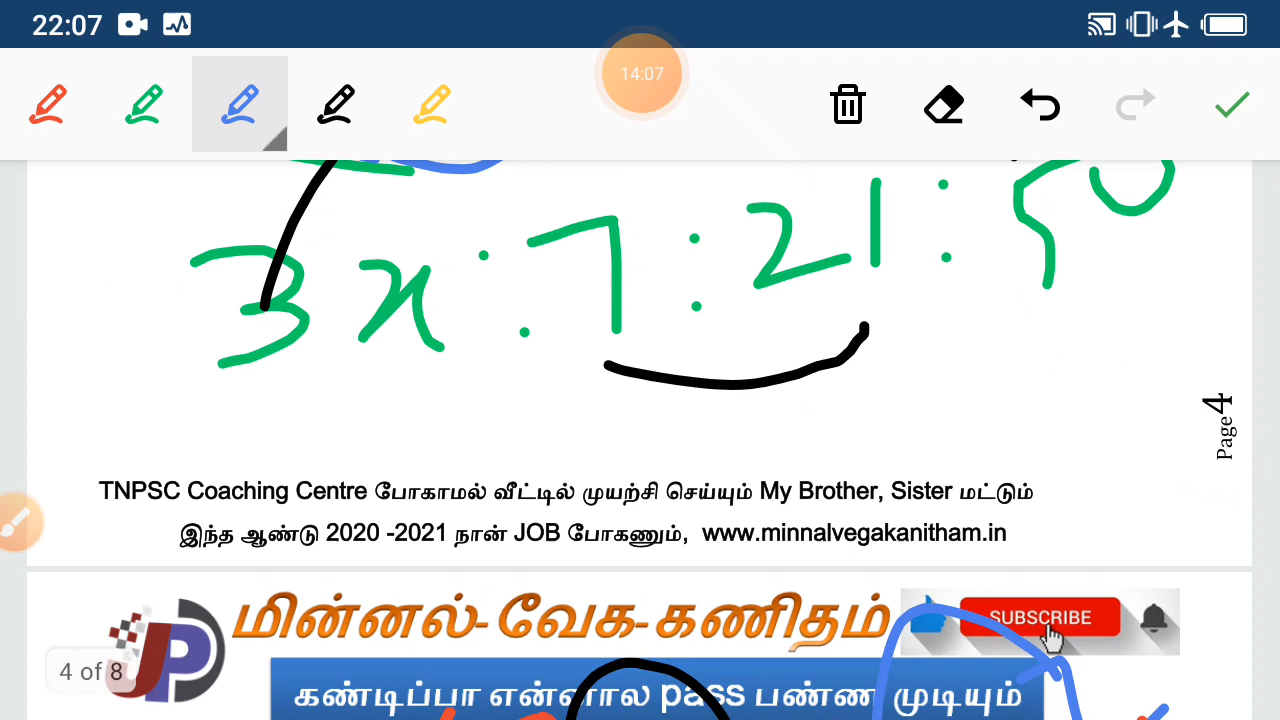 22:07
14:07
3x : 7 : 21 : 50
Page 4
TNPSC Coaching Centre போகாமல் வீட்டில் முயற்சி செய்யும் My Brother, Sister மட்டும்
இந்த ஆண்டு 2020 -2021 நான் JOB போகணும், www.minnalvegakanitham.in
மின்னல்-வேக-கணிதம்
SUBSCRIBE
4 of 8
கண்டிப்பா என்னால pass பண்ண முடியும்